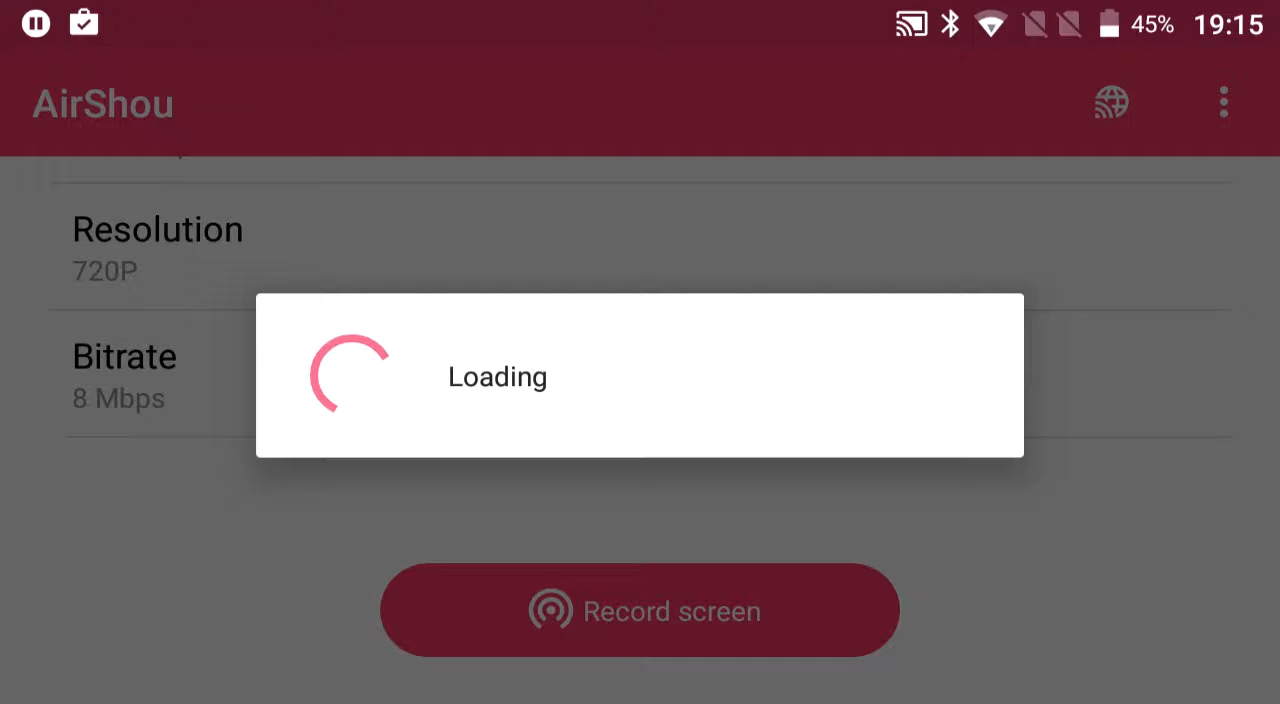 45% 19:15
AirShou
Resolution
720P
Bitrate
8 Mbps
Loading
Record screen